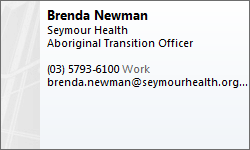 Brenda Newman
Seymour Health
Aboriginal Transition Officer
(03) 5793-6100 Work
brenda.newman@seymourhealth.org...